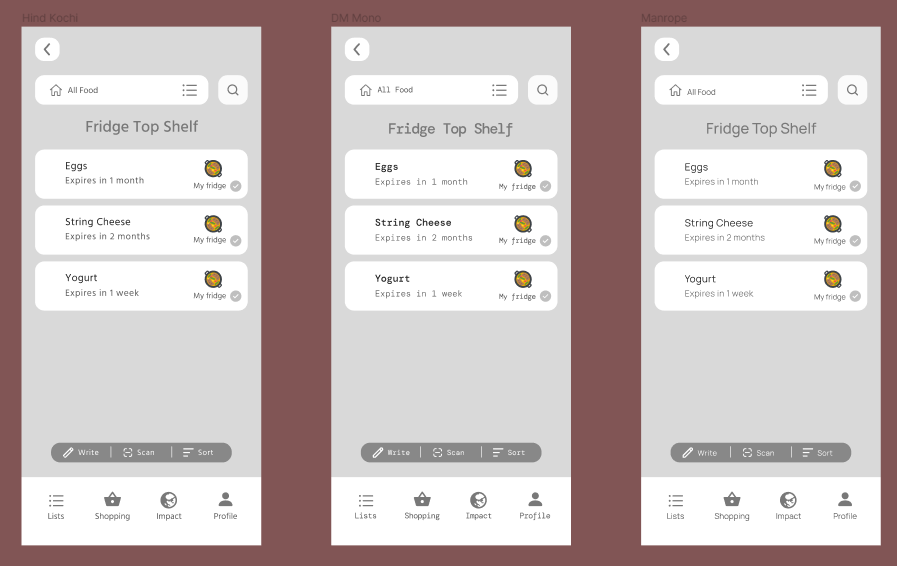 Hind Kochi
All Food
Fridge Top Shelf
Eggs
Expires in 1 month
My fridge
String Cheese
Expires in 2 months
My fridge
Yogurt
Expires in 1 week
My fridge
Write
Scan
Sort
Lists
Shopping
Impact
Profile
DM Mono
All Food
Fridge Top Shelf
Eggs
Expires in 1 month
My fridge
String Cheese
Expires in 2 months
My fridge
Yogurt
Expires in 1 week
My fridge
Write
Scan
Sort
Lists
Shopping
Impact
Profile
Manrope
All Food
Fridge Top Shelf
Eggs
Expires in 1 month
My fridge
String Cheese
Expires in 2 months
My fridge
Yogurt
Expires in 1 week
My fridge
Write
Scan
Sort
Lists
Shopping
Impact
Profile